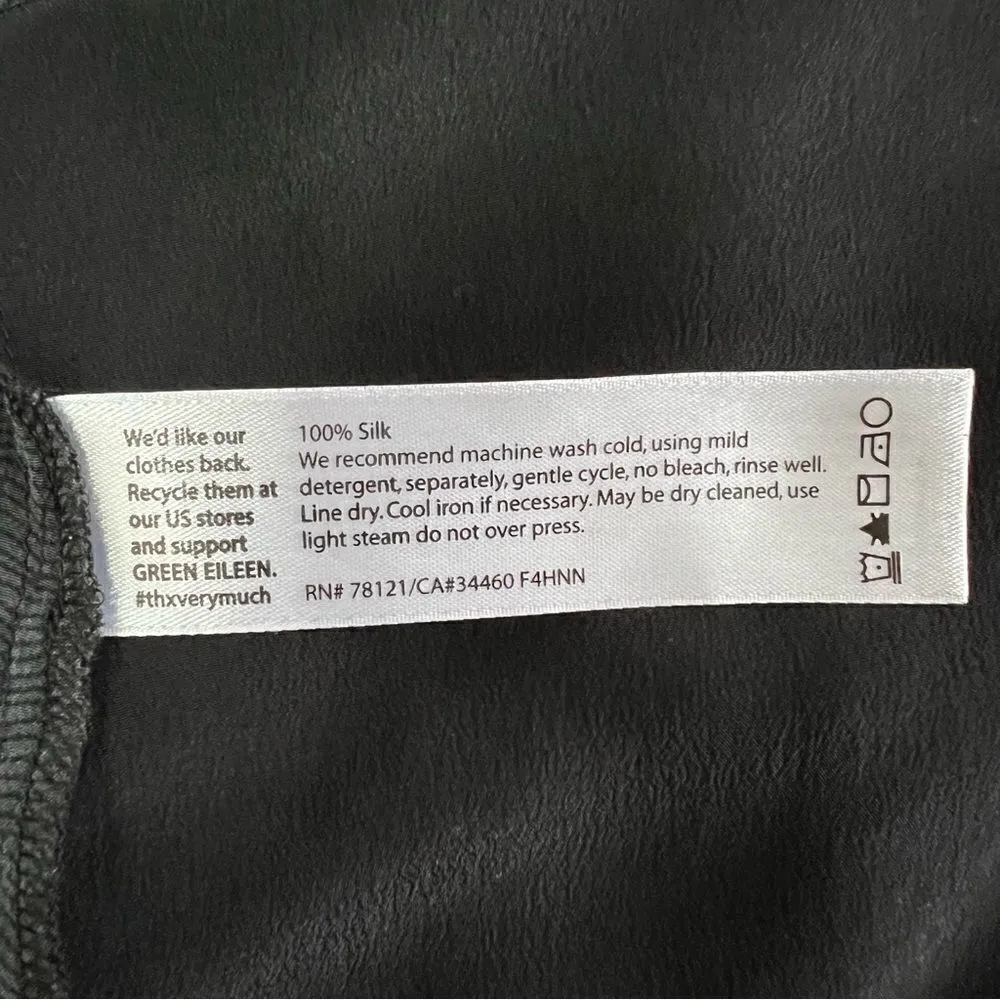 We'd like our
clothes back.
Recycle them at
our US stores
and support
GREEN EILEEN.
#thxverymuch
100% Silk
We recommend machine wash cold, using mild
detergent, separately, gentle cycle, no bleach, rinse well.
Line dry. Cool iron if necessary. May be dry cleaned, use
light steam do not over press.
RN# 78121/CA#34460 F4HNN